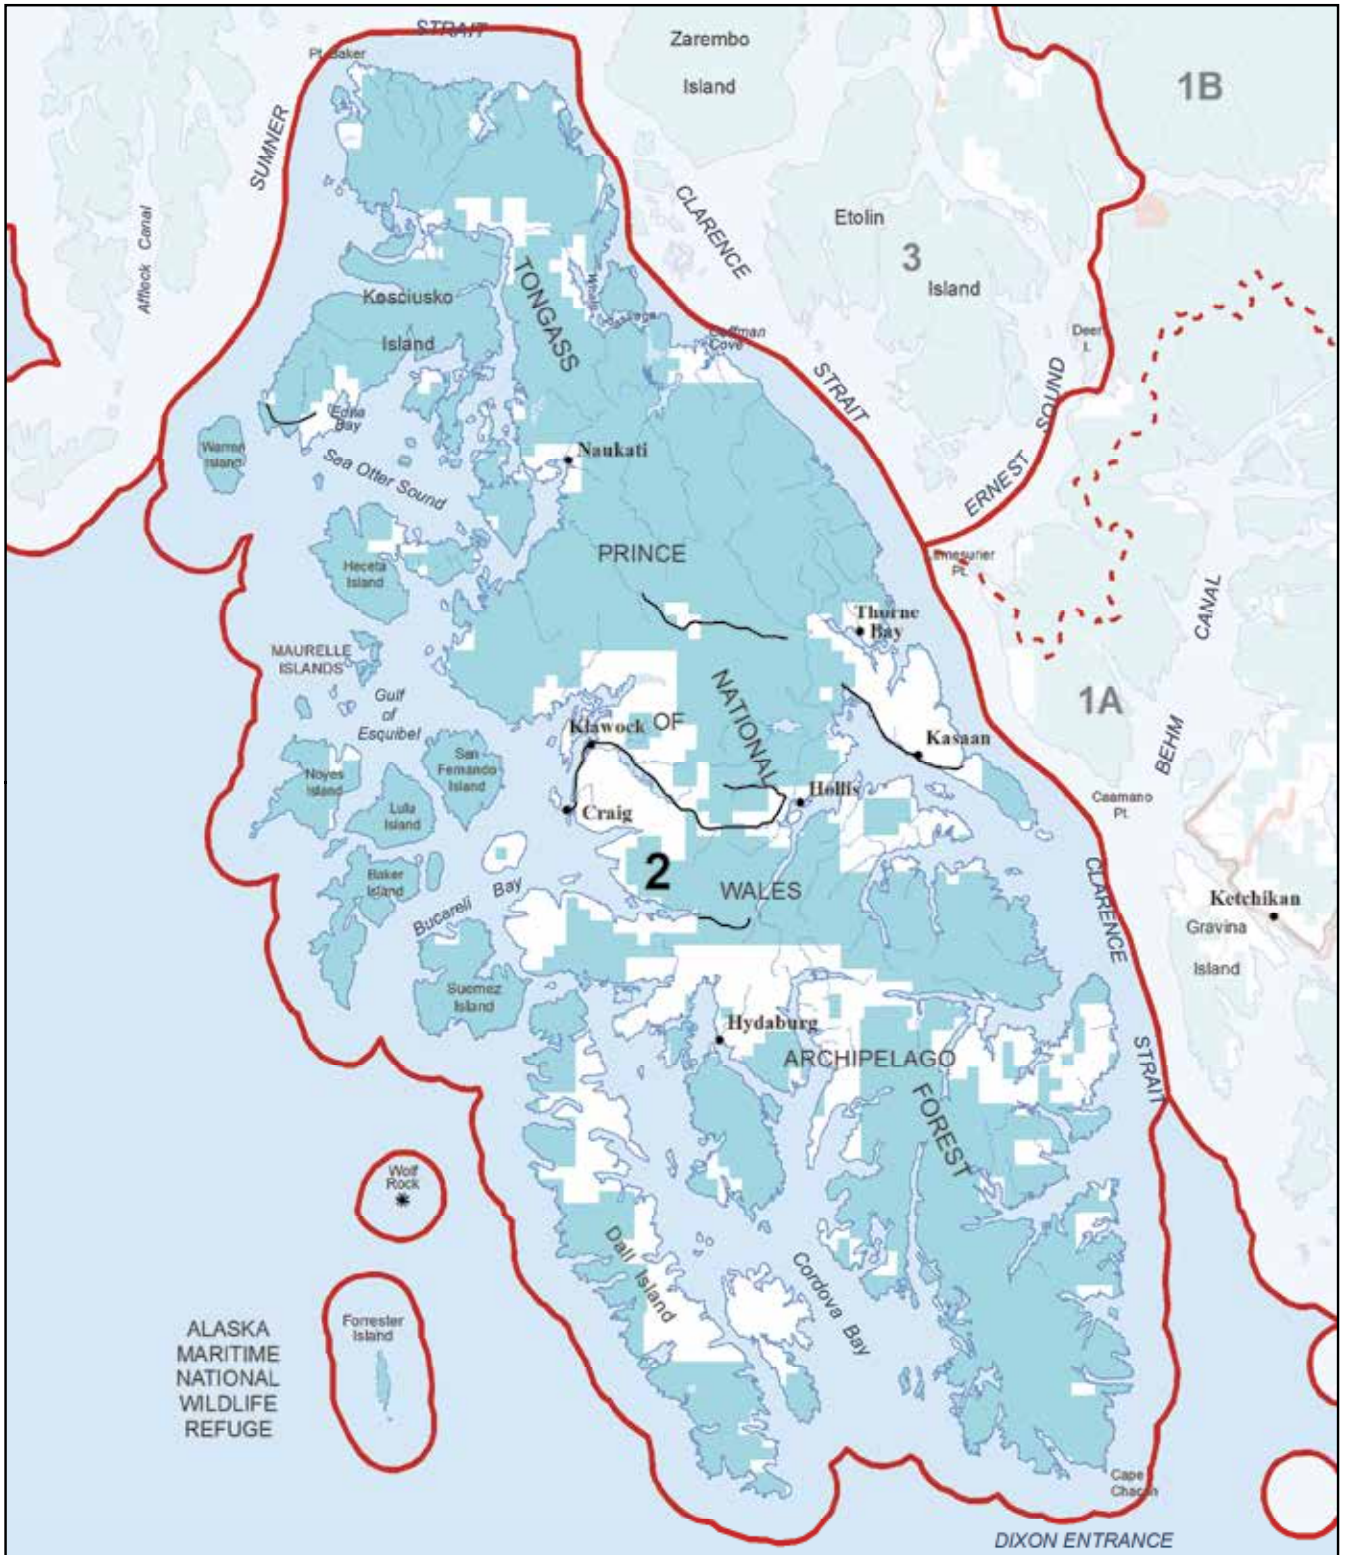 STRAIT
Zarembo
Island
Pt. Baker
1B
SUMNER
CLARENCE
Affleck Canal
Etolin
3
Island
TONGASS
Whale Passage
Kosciusko
Island
Coffman
Cove
Deer
I.
STRAIT
SOUND
Edna
Bay
Warren
Island
Naukati
Sea Otter Sound
ERNEST
PRINCE
Lemesurier
Pt.
Heceta
Island
CANAL
Thorne
Bay
MAURELLE
ISLANDS
Gulf
of
Esquibel
NATIONAL
1A
Klawock
OF
BEHM
Kasaan
San
Fernando
Island
Noyes
Island
Hollis
Caamano
Pt.
Lulu
Island
Craig
2
WALES
Baker
Island
CLARENCE
Bucareli Bay
Ketchikan
Gravina
Island
Suemez
Island
Hydaburg
ARCHIPELAGO
STRAIT
FOREST
Wolf
Rock
Dall Island
Cordova Bay
Forrester
Island
ALASKA
MARITIME
NATIONAL
WILDLIFE
REFUGE
Cape
Chacon
DIXON ENTRANCE